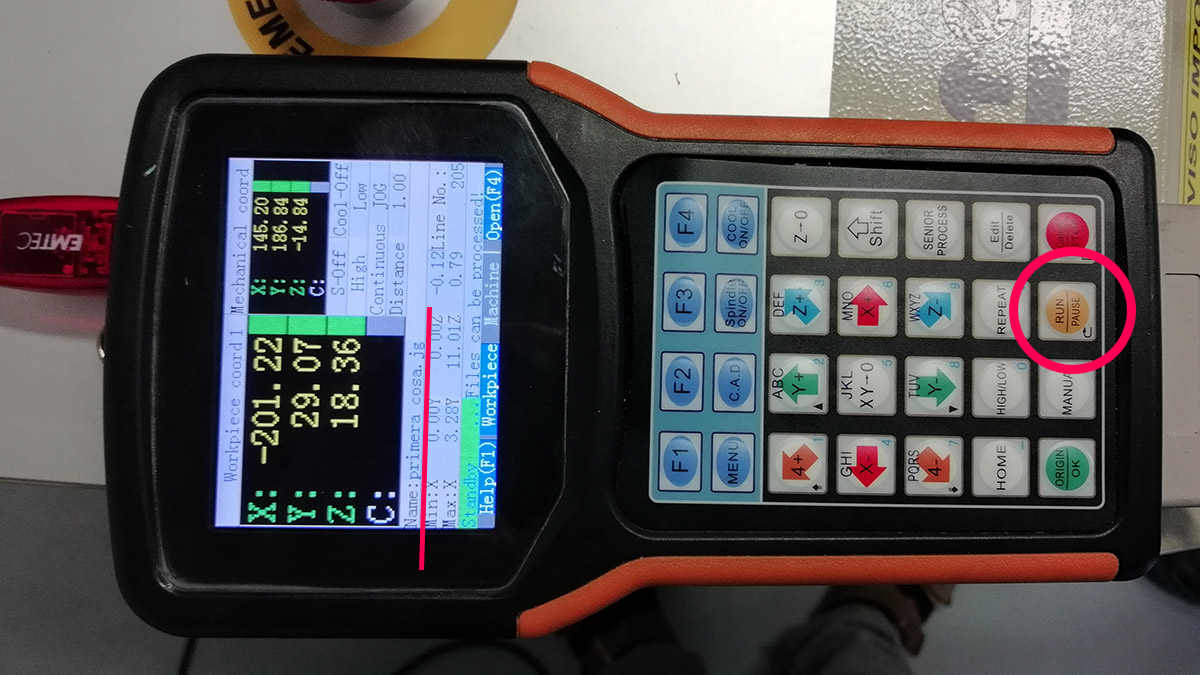 EME
EMTEC
Workpiece coord1 Mechanical coord
X: -201.22
Y: 29.07
Z: 18.36
C:
X: 145.20
Y: 186.84
Z: -14.84
C:
S-Off Cool-Off
High Low
Continuous JOG
Distance 1.00
Name:primera cosa.jg
Min:X 0.00Y 0.00Z -0.12Line No.:
Max:X 3.28Y 11.01Z 0.79 205
Standby ...Files can be processed!
Help(F1) Workpiece Machine Open(F4)
F1 F2 F3 F4
MENU C.A.D Spindle ON/OFF COOL ON/OFF
4+ 1 ABC Y+ 2 DEF Z+ 3 Z-0
GHI X- 4 JKL XY-0 5 MNO X+ 6 Shift
PQRS 4- 7 TUV Y- 8 WXYZ Z- 9 SENIOR PROCESS
HOME HIGH/LOW 0 REPEAT Edit Delete
ORIGIN OK MANUA RUN PAUSE